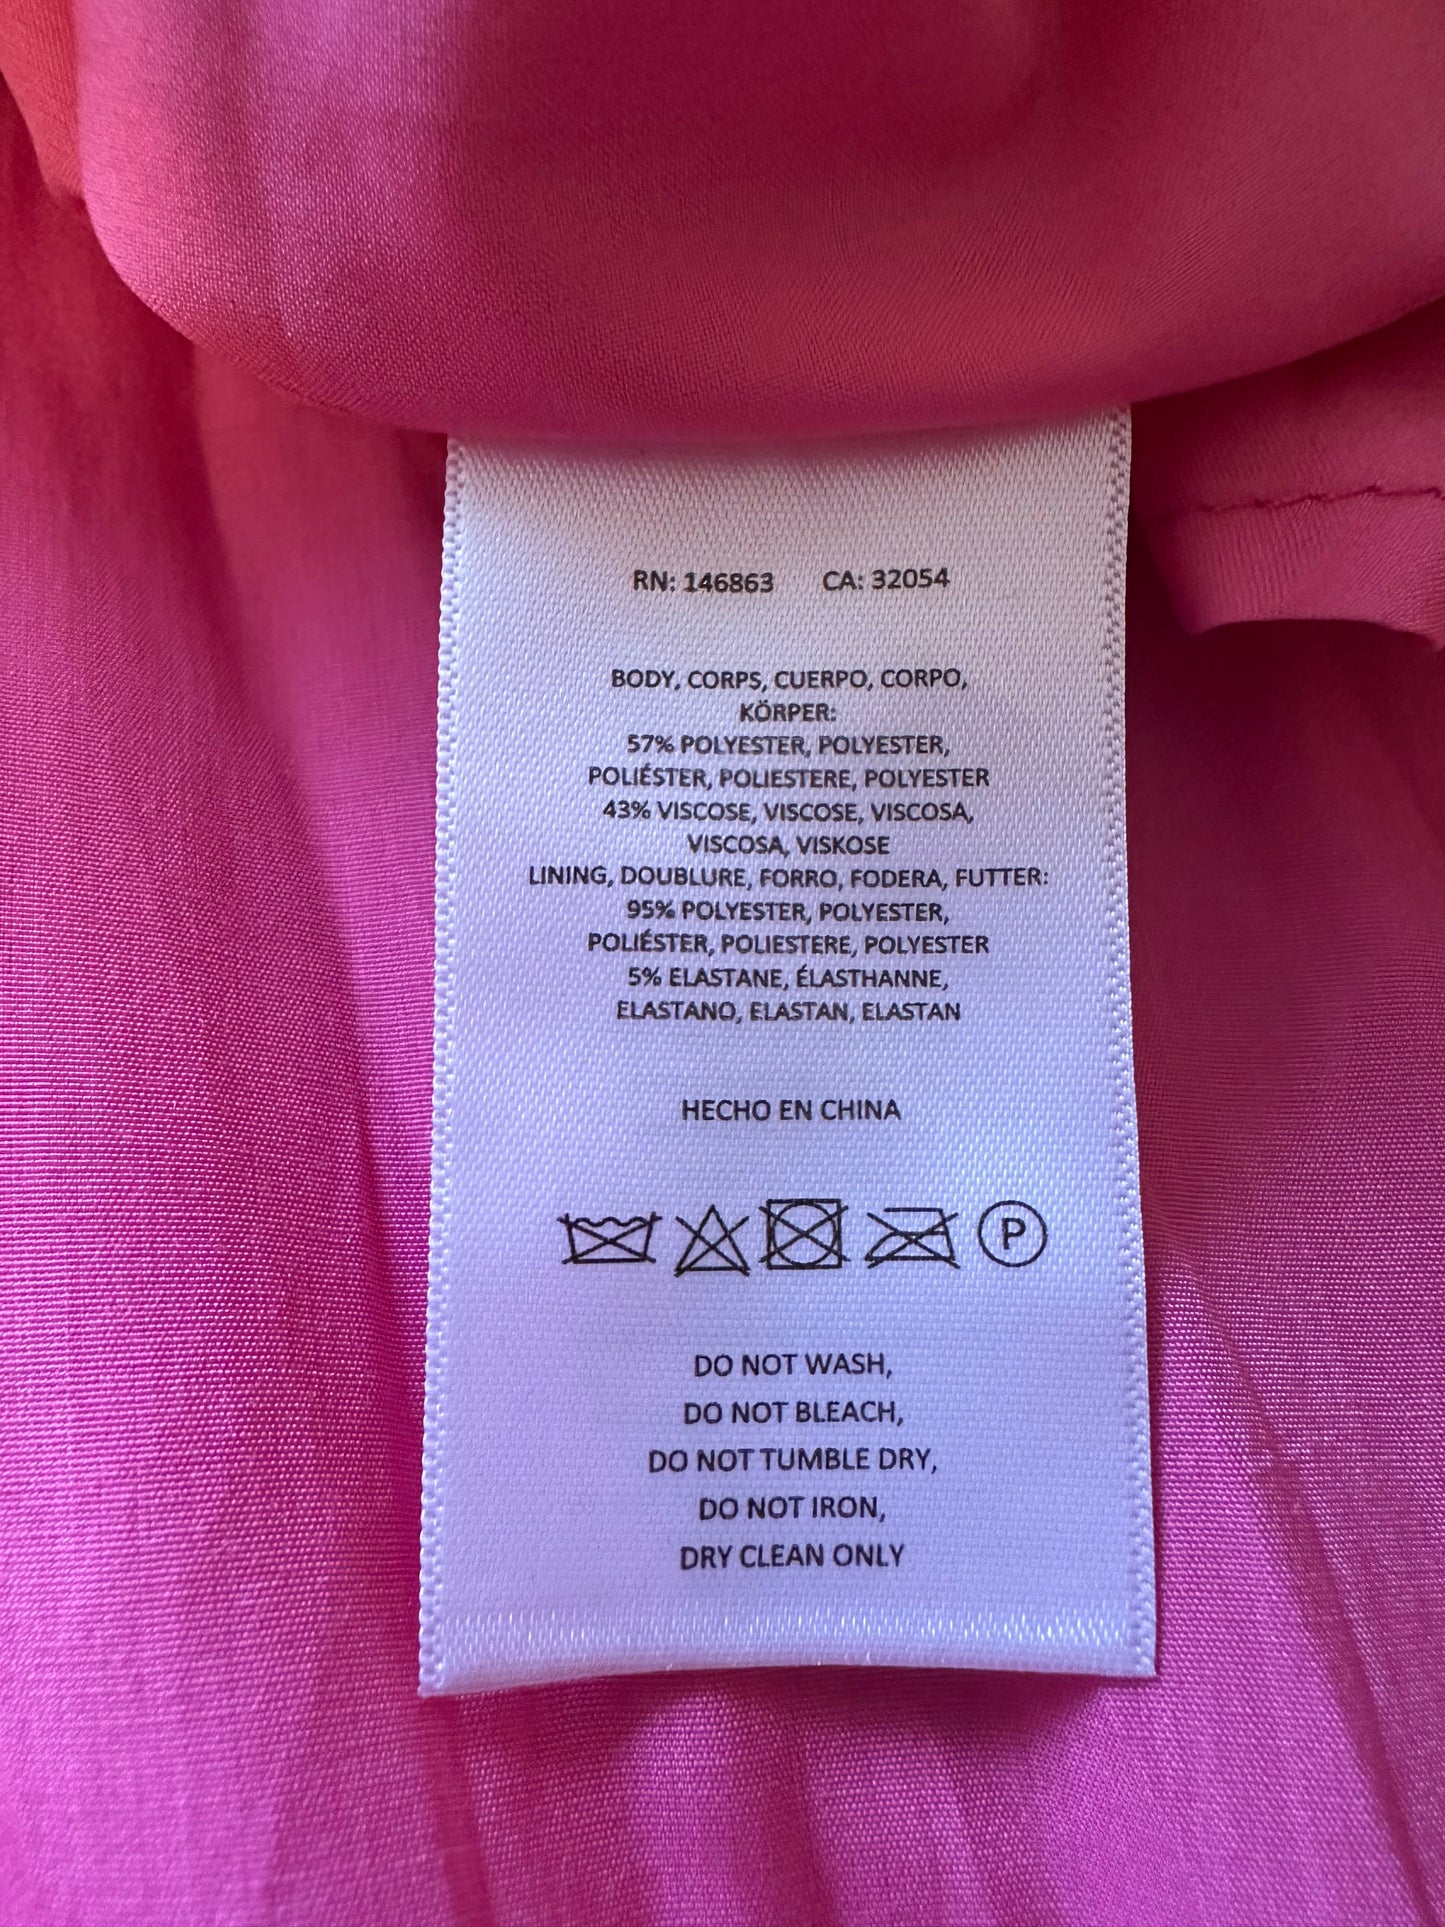 RN: 146863 CA: 32054
BODY, CORPS, CUERPO, CORPO,
KÖRPER:
57% POLYESTER, POLYESTER,
POLIÉSTER, POLIESTERE, POLYESTER
43% VISCOSE, VISCOSE, VISCOSA,
VISCOSA, VISKOSE
LINING, DOUBLURE, FORRO, FODERA, FUTTER:
95% POLYESTER, POLYESTER,
POLIÉSTER, POLIESTERE, POLYESTER
5% ELASTANE, ÉLASTHANNE,
ELASTANO, ELASTAN, ELASTAN
HECHO EN CHINA
P
DO NOT WASH,
DO NOT BLEACH,
DO NOT TUMBLE DRY,
DO NOT IRON,
DRY CLEAN ONLY